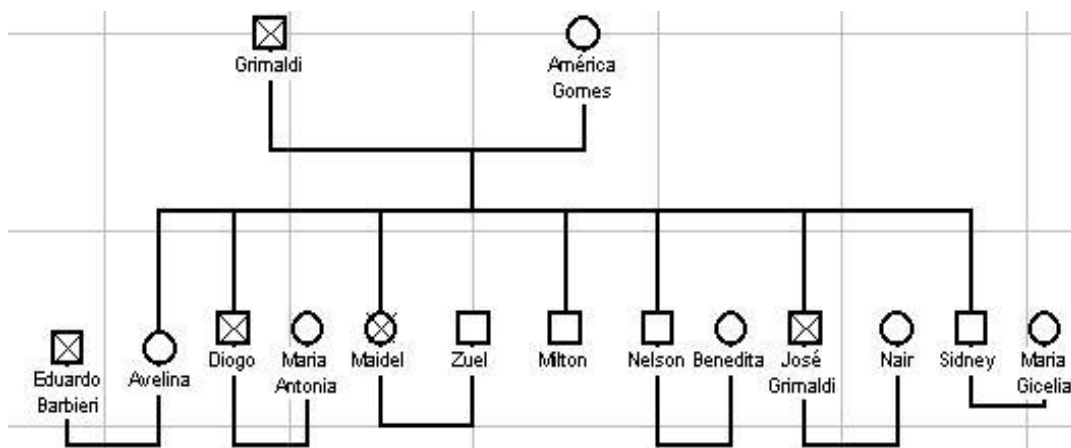 Grimaldi
América
Gomes
Eduardo
Barbieri
Avelina
Diogo
Maria
Antonia
Maidel
Zuel
Milton
Nelson
Benedita
José
Grimaldi
Nair
Sidney
Maria
Gicelia